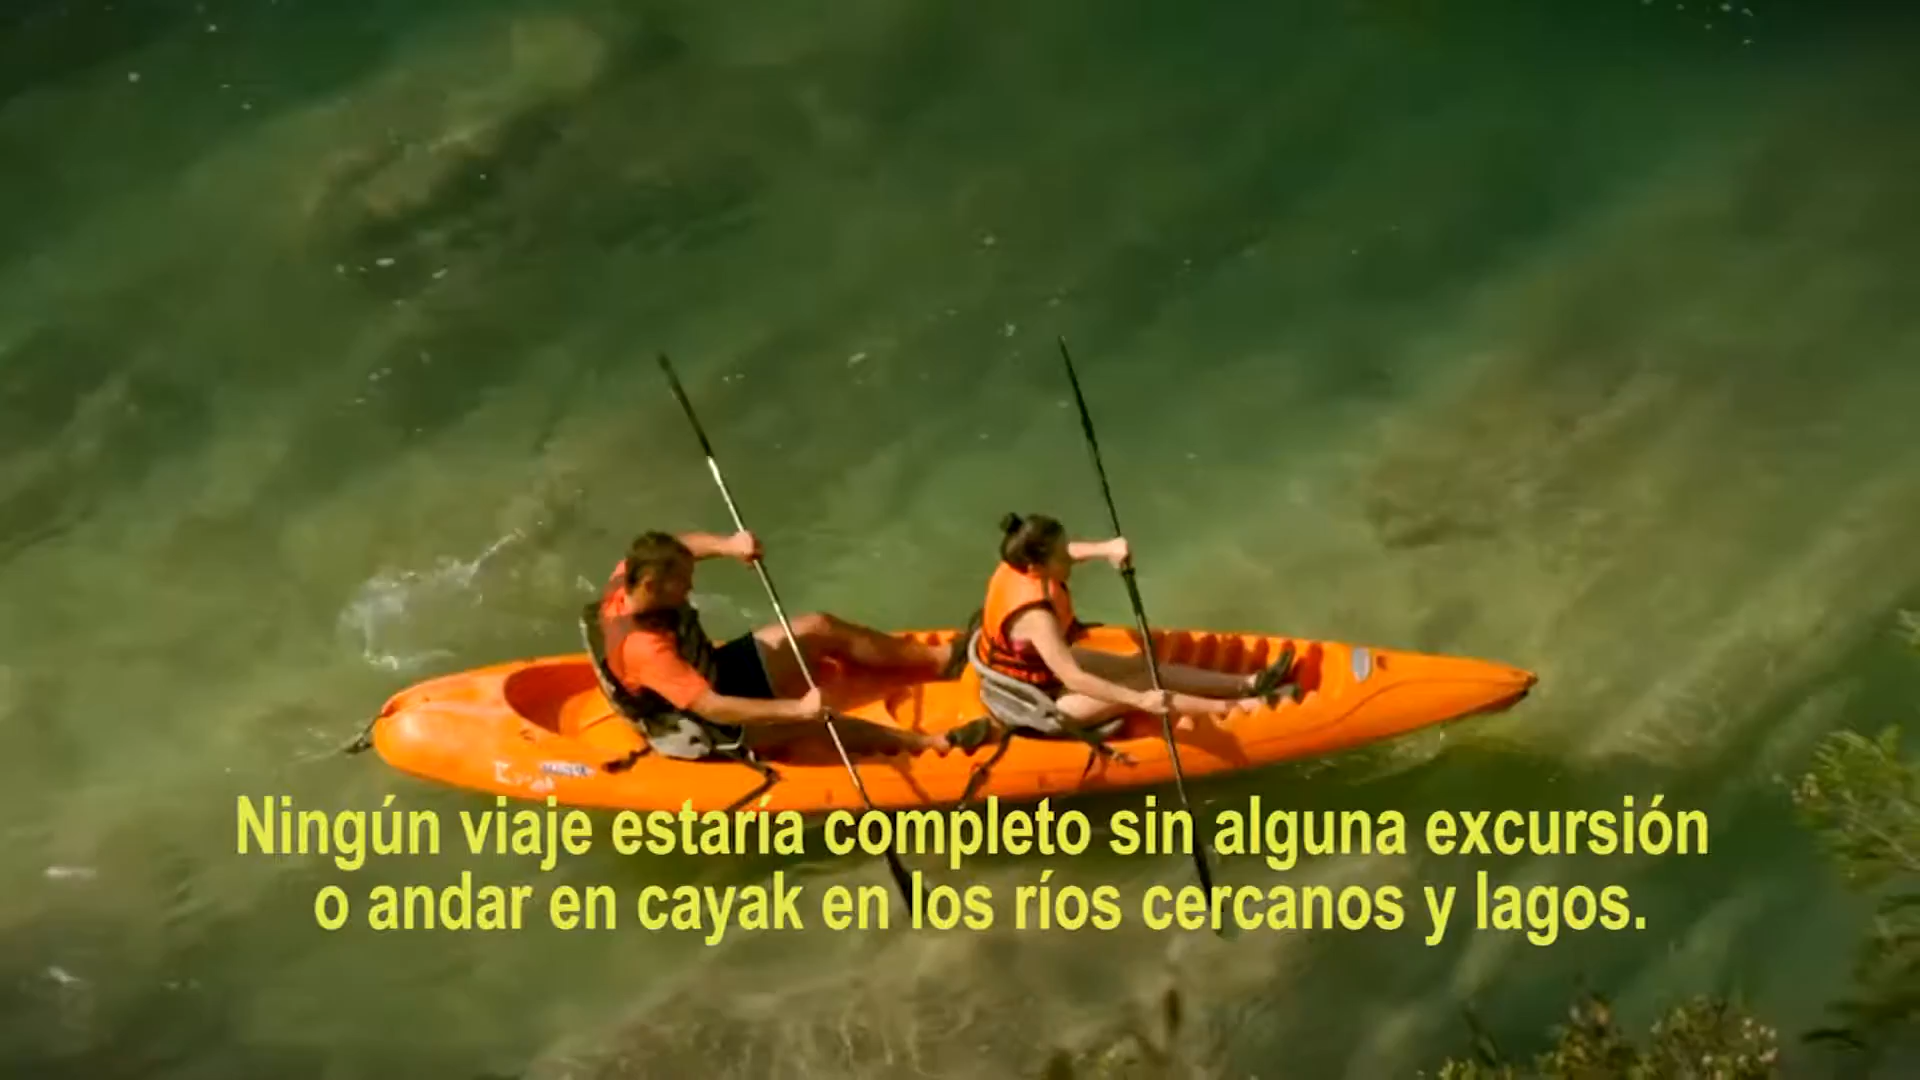 Ningún viaje estaría completo sin alguna excursión
o andar en cayak en los ríos cercanos y lagos.